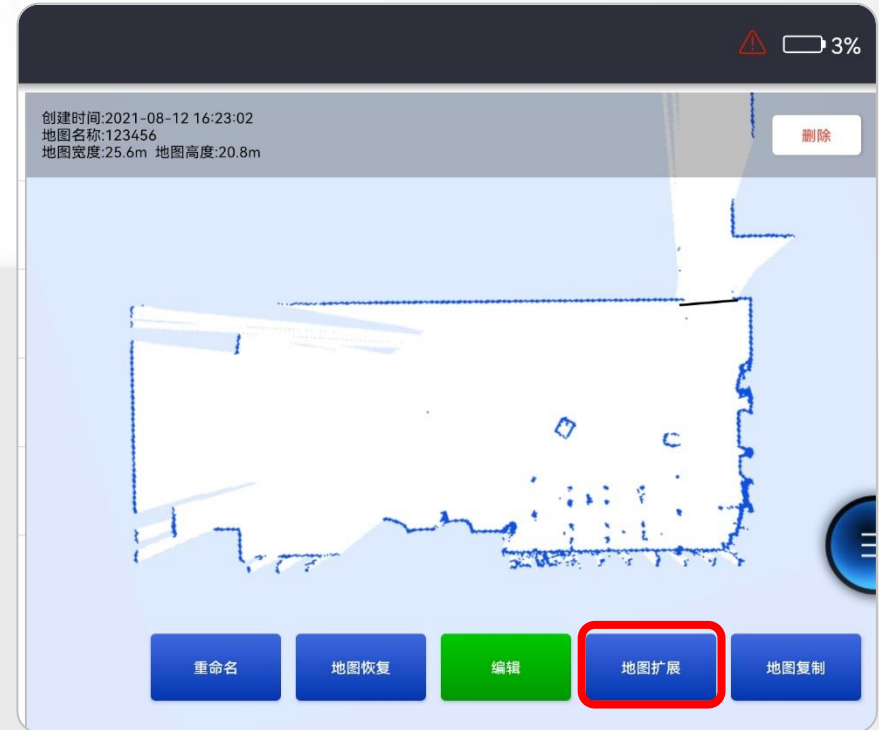 3%
创建时间:2021-08-12 16:23:02
地图名称:123456
地图宽度:25.6m 地图高度:20.8m
删除
重命名
地图恢复
编辑
地图扩展
地图复制